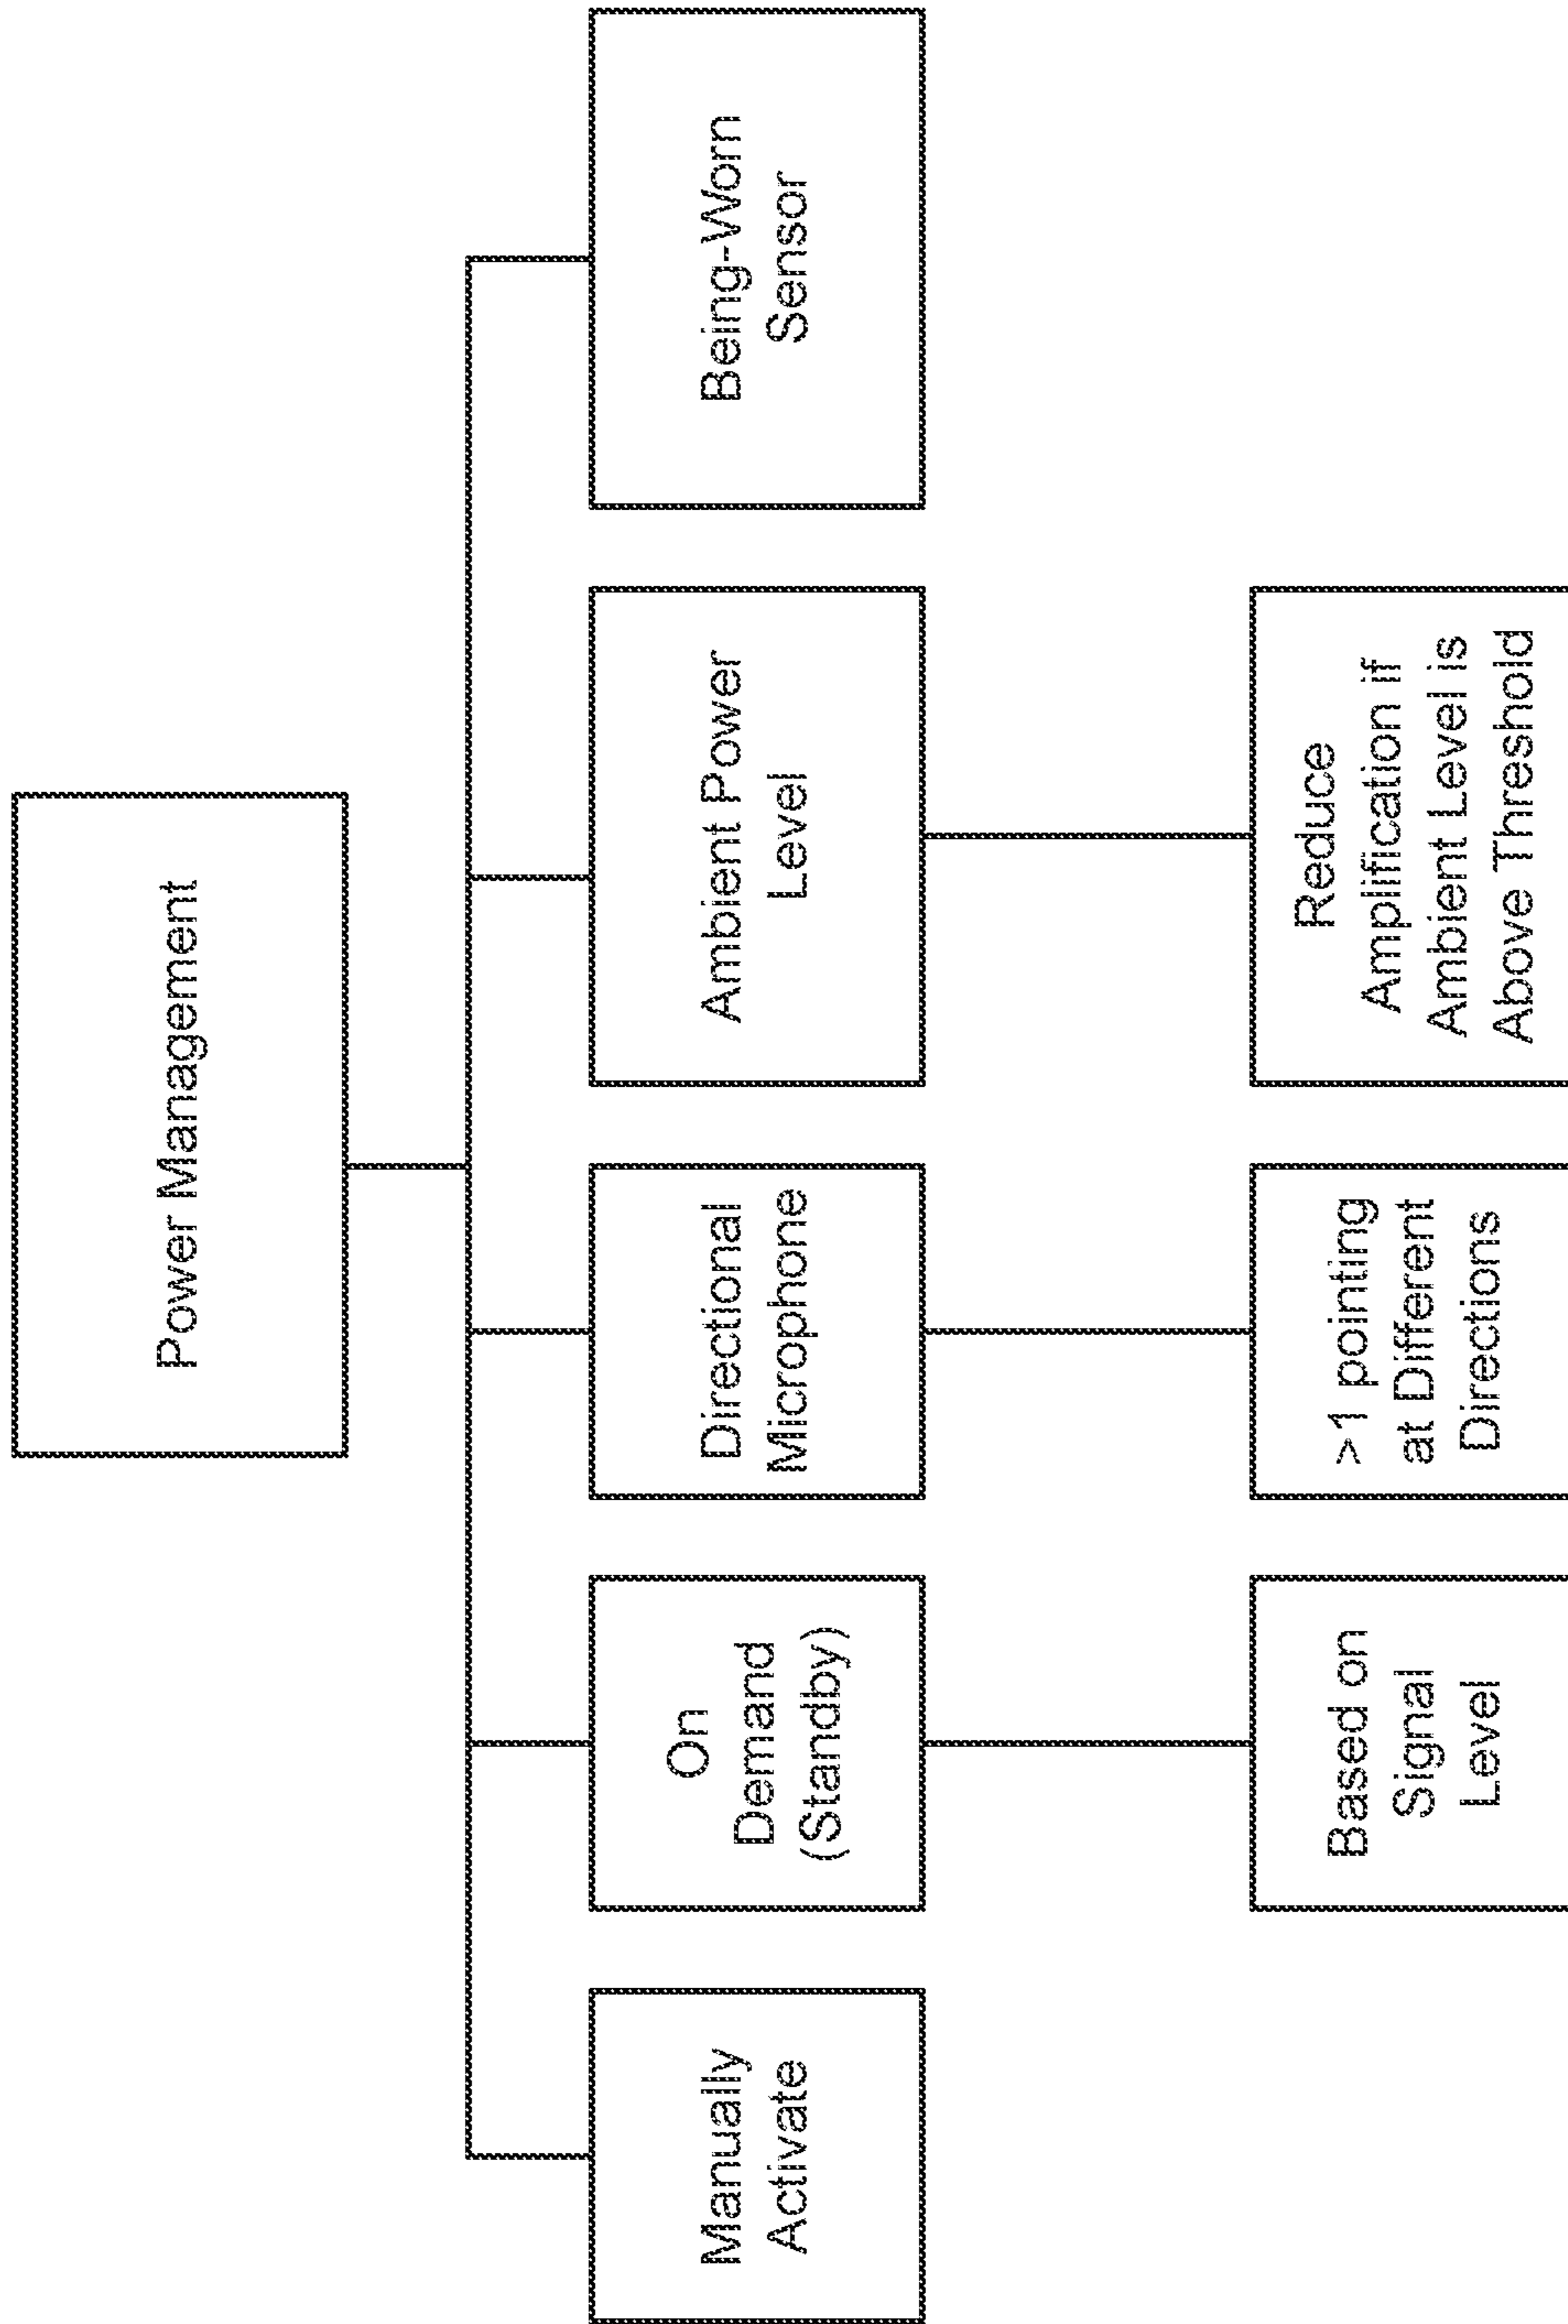 Power Management
Manually
Activate
On
Demand
(Standby)
Directional
Microphone
Ambient Power
Level
Being-Worn
Sensor
Based on
Signal
Level
>1 pointing
at Different
Directions
Reduce
Amplification if
Ambient Level is
Above Threshold